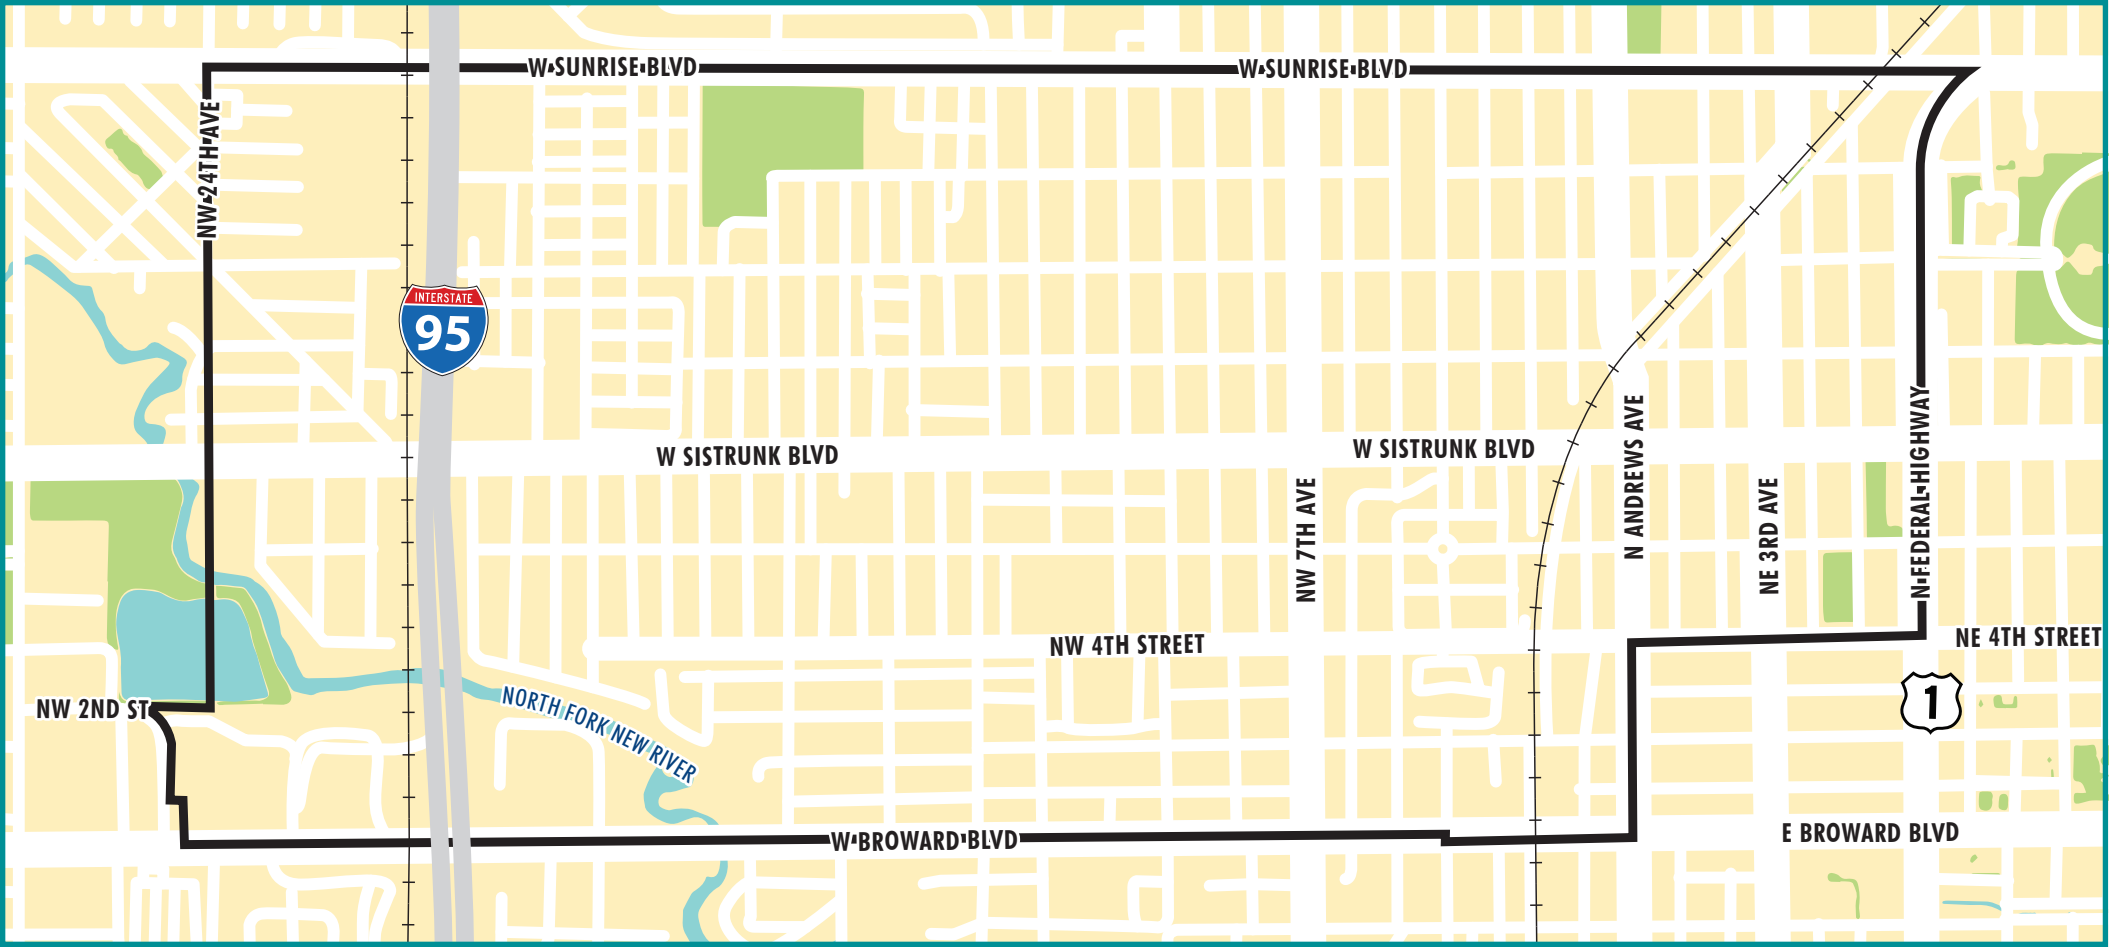 W SUNRISE BLVD
W SUNRISE BLVD
NW 24TH AVE
INTERSTATE
95
W SISTRUNK BLVD
W SISTRUNK BLVD
N ANDREWS AVE
N FEDERAL HIGHWAY
NW 7TH AVE
NE 3RD AVE
NW 4TH STREET
NE 4TH STREET
NW 2ND ST
NORTH FORK NEW RIVER
1
W BROWARD BLVD
E BROWARD BLVD